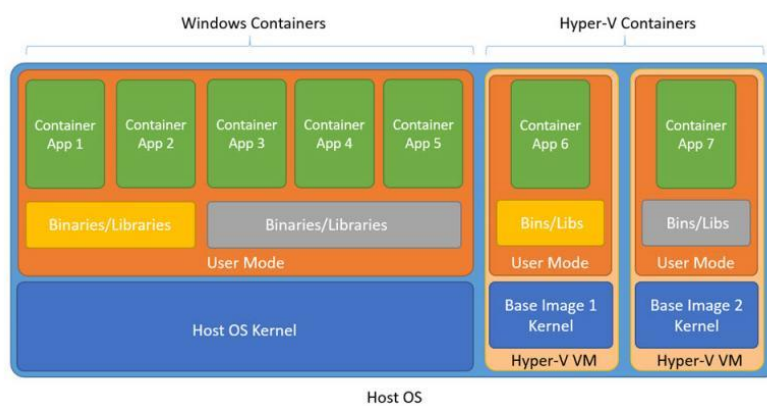 Windows Containers
Hyper-V Containers
Container
App 1
Container
App 2
Container
App 3
Container
App 4
Container
App 5
Container
App 6
Container
App 7
Binaries/Libraries
Binaries/Libraries
Bins/Libs
Bins/Libs
User Mode
User Mode
User Mode
Host OS Kernel
Base Image 1
Kernel
Base Image 2
Kernel
Hyper-V VM
Hyper-V VM
Host OS